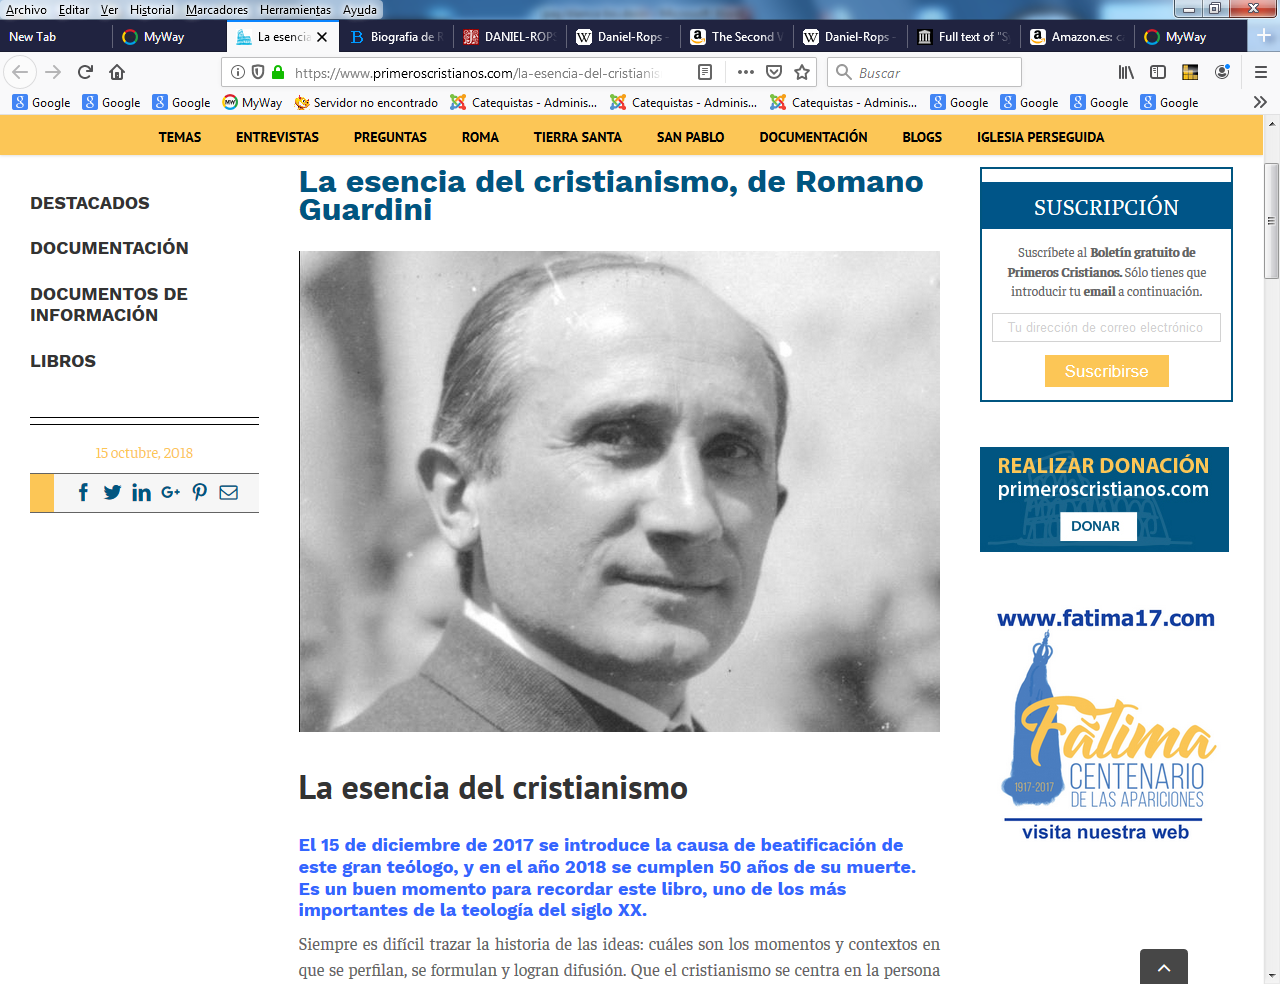 Archivo Editar Ver Historial Marcadores Herramientas Ayuda
New Tab MyWay La esencia Biografia de R DANIEL-ROPS Daniel-Rops - The Second W Daniel-Rops - Full text of "S Amazon.es: c MyWay
https://www.primeroscristianos.com/la-esencia-del-cristianis Buscar
Google Google Google MyWay Servidor no encontrado Catequistas - Adminis... Catequistas - Adminis... Catequistas - Adminis... Google Google Google Google
TEMAS ENTREVISTAS PREGUNTAS ROMA TIERRA SANTA SAN PABLO DOCUMENTACIÓN BLOGS IGLESIA PERSEGUIDA
DESTACADOS
DOCUMENTACIÓN
DOCUMENTOS DE
INFORMACIÓN
LIBROS
15 octubre, 2018
La esencia del cristianismo, de Romano
Guardini
La esencia del cristianismo
El 15 de diciembre de 2017 se introduce la causa de beatificación de
este gran teólogo, y en el año 2018 se cumplen 50 años de su muerte.
Es un buen momento para recordar este libro, uno de los más
importantes de la teología del siglo XX.
Siempre es difícil trazar la historia de las ideas: cuáles son los momentos y contextos en
que se perfilan, se formulan y logran difusión. Que el cristianismo se centra en la persona
SUSCRIPCIÓN
Suscríbete al Boletín gratuito de
Primeros Cristianos. Sólo tienes que
introducir tu email a continuación.
Tu dirección de correo electrónico
Suscribirse
REALIZAR DONACIÓN
primeroscristianos.com
DONAR
www.fatima17.com
Fátima
CENTENARIO
1917-2017 DE LAS APARICIONES
visita nuestra web